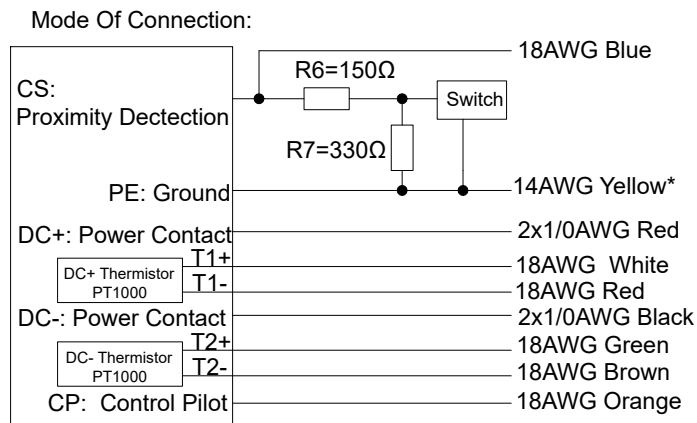 Mode Of Connection:
18AWG Blue
R6=150Ω
CS:
Proximity Dectection
Switch
R7=330Ω
PE: Ground
14AWG Yellow*
DC+: Power Contact
2x1/0AWG Red
T1+
18AWG White
DC+ Thermistor
PT1000
T1-
18AWG Red
DC-: Power Contact
2x1/0AWG Black
T2+
18AWG Green
DC- Thermistor
PT1000
T2-
18AWG Brown
CP: Control Pilot
18AWG Orange